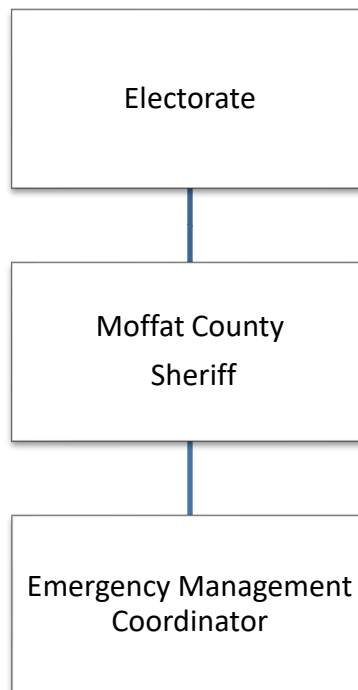 Electorate
Moffat County
Sheriff
Emergency Management
Coordinator